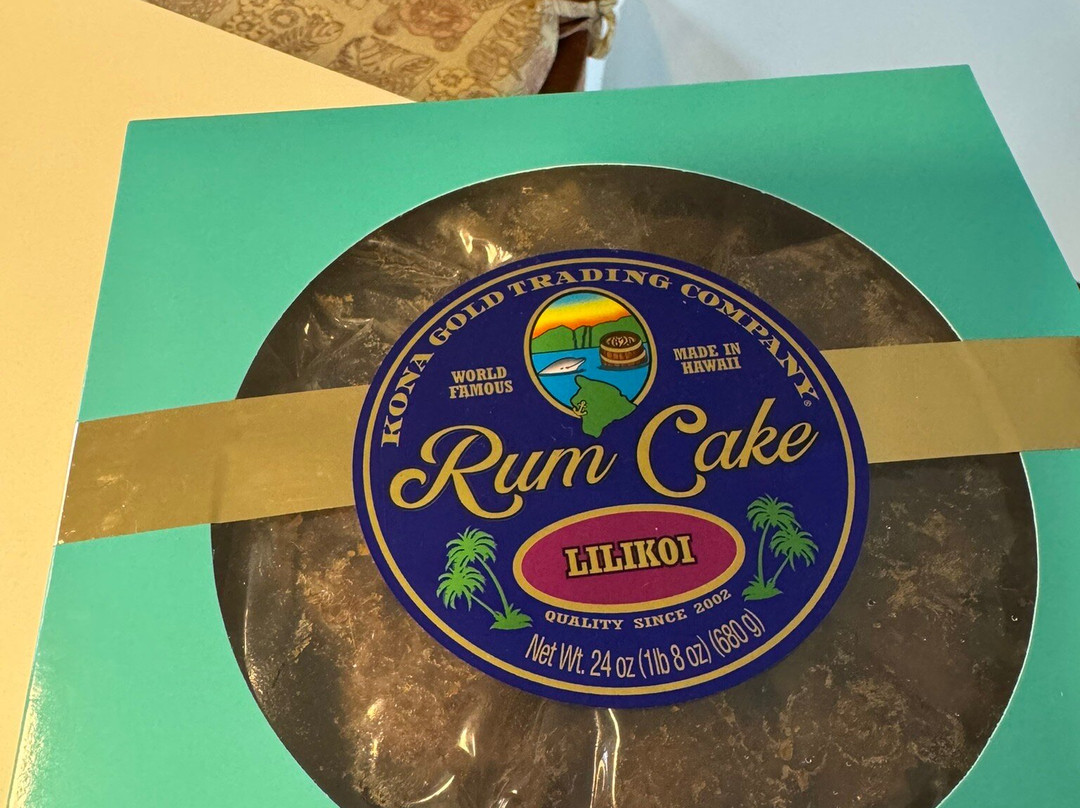 KONA GOLD TRADING COMPANY®
WORLD
FAMOUS
MADE IN
HAWAII
Rum Cake
LILIKOI
QUALITY SINCE 2002
Net Wt. 24 oz (1lb 8 oz) (680 g)